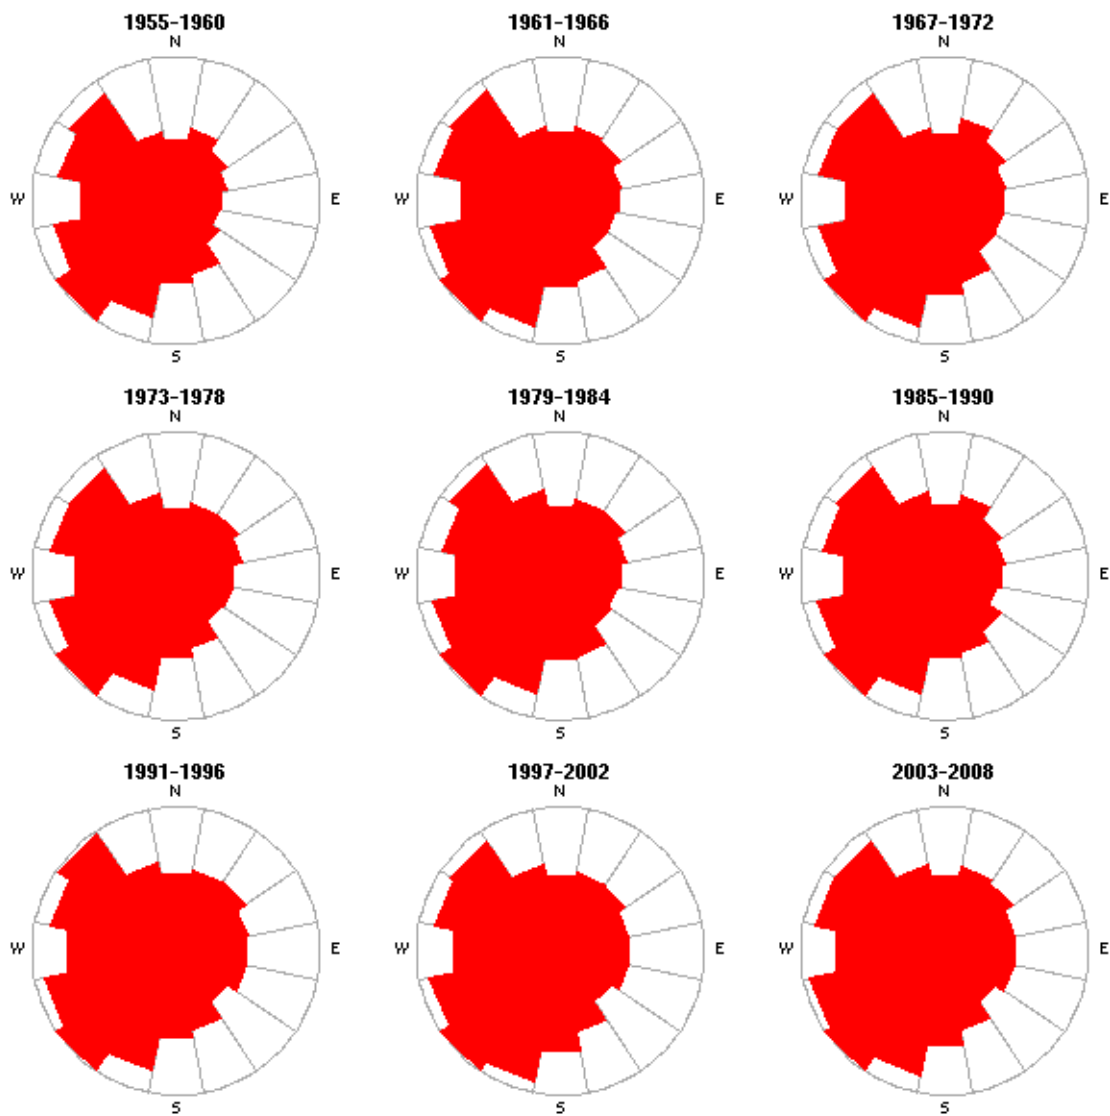 1955-1960 1961-1966 1967-1972
N N N
W E W E W E
S S S
1973-1978 1979-1984 1985-1990
N N N
W E W E W E
S S S
1991-1996 1997-2002 2003-2008
N N N
W E W E W E
S S S